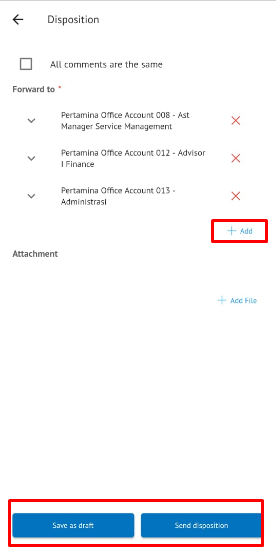 Disposition
All comments are the same
Forward to *
Pertamina Office Account 008 - Ast
Manager Service Management
Pertamina Office Account 012 - Advisor
I Finance
Pertamina Office Account 013 -
Administrasi
+ Add
Attachment
+ Add File
Save as draft
Send disposition